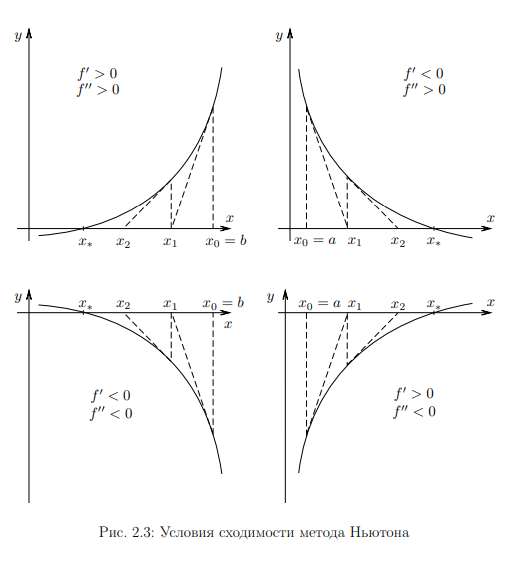 y
f′ > 0
f″ > 0
x
x∗ x₂ x₁ x₀ = b
y
f′ < 0
f″ > 0
x
x₀ = a x₁ x₂ x∗
y
x∗ x₂ x₁ x₀ = b
x
f′ < 0
f″ < 0
y
x₀ = a x₁ x₂ x∗ x
f′ > 0
f″ < 0
Рис. 2.3: Условия сходимости метода Ньютона